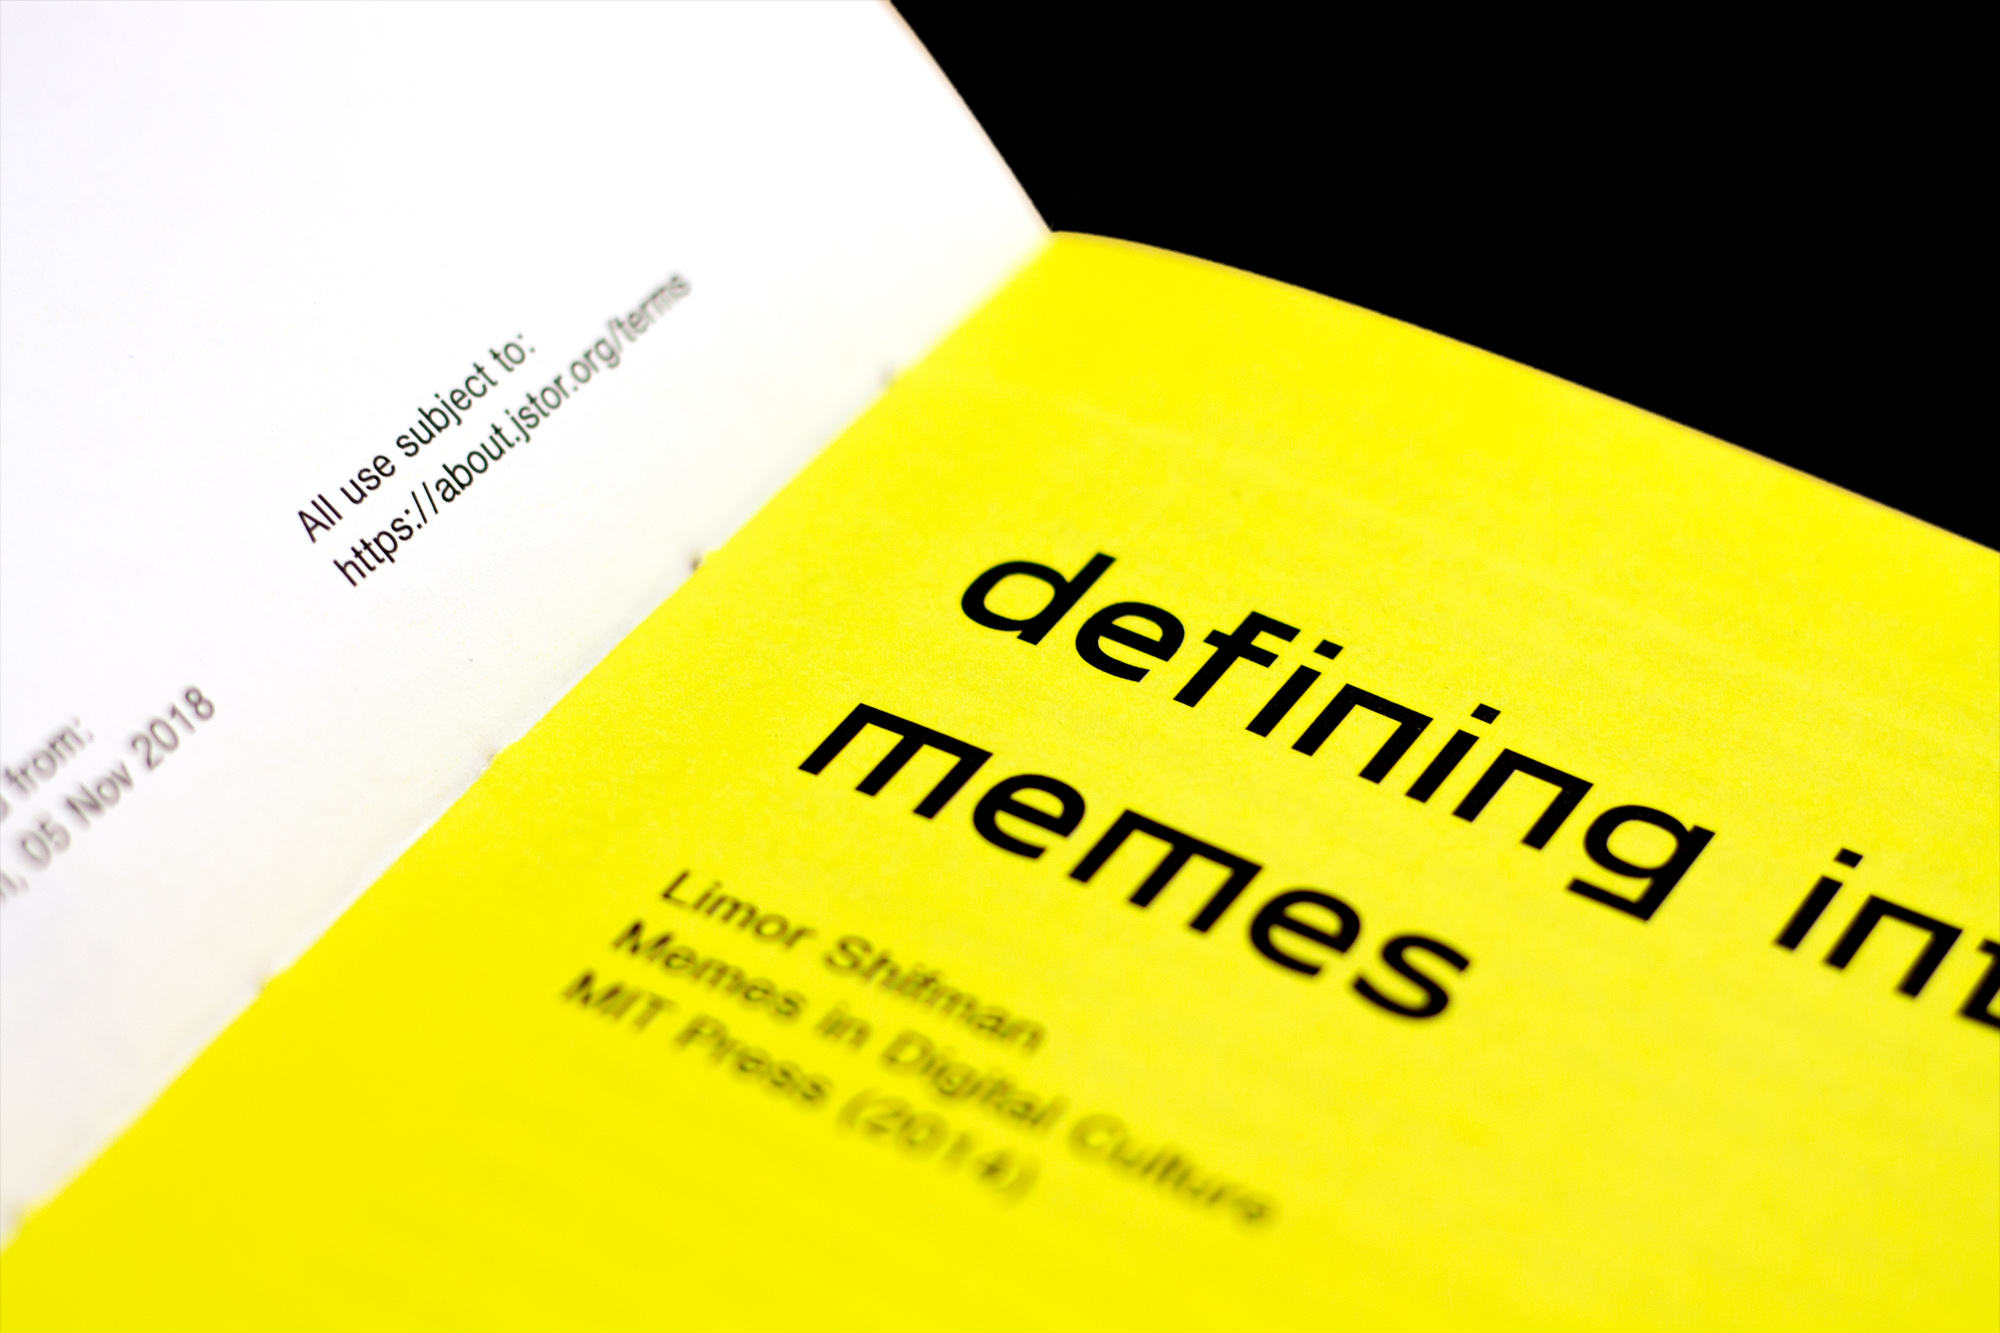 All use subject to:
https://about.jstor.org/terms
from:
05 Nov 2018
defining
memes
Limor Shifman
Memes in Digital Culture
MIT Press (2014)